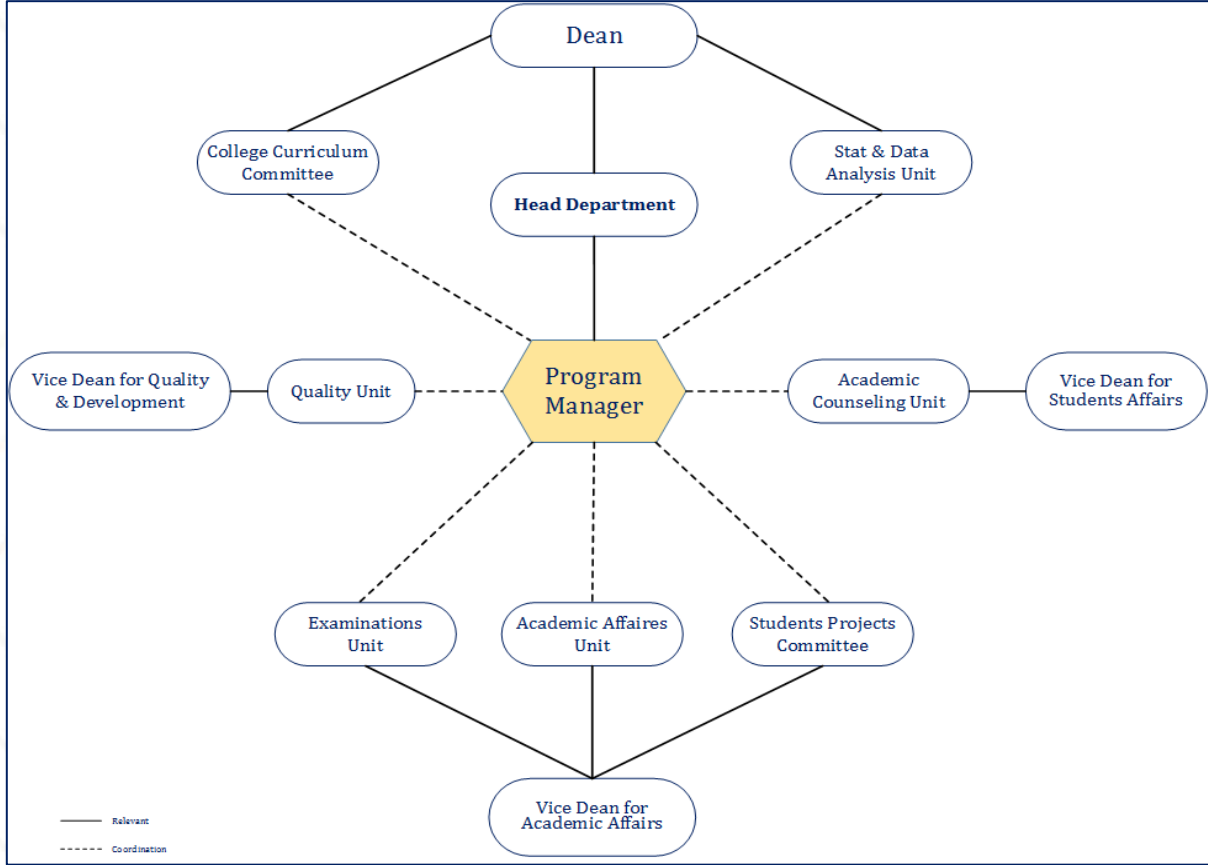 Dean
College Curriculum
Committee
Stat & Data
Analysis Unit
Head Department
Vice Dean for Quality
& Development
Quality Unit
Program
Manager
Academic
Counseling Unit
Vice Dean for
Students Affairs
Examinations
Unit
Academic Affaires
Unit
Students Projects
Committee
Vice Dean for
Academic Affairs
Relevant
Coordination